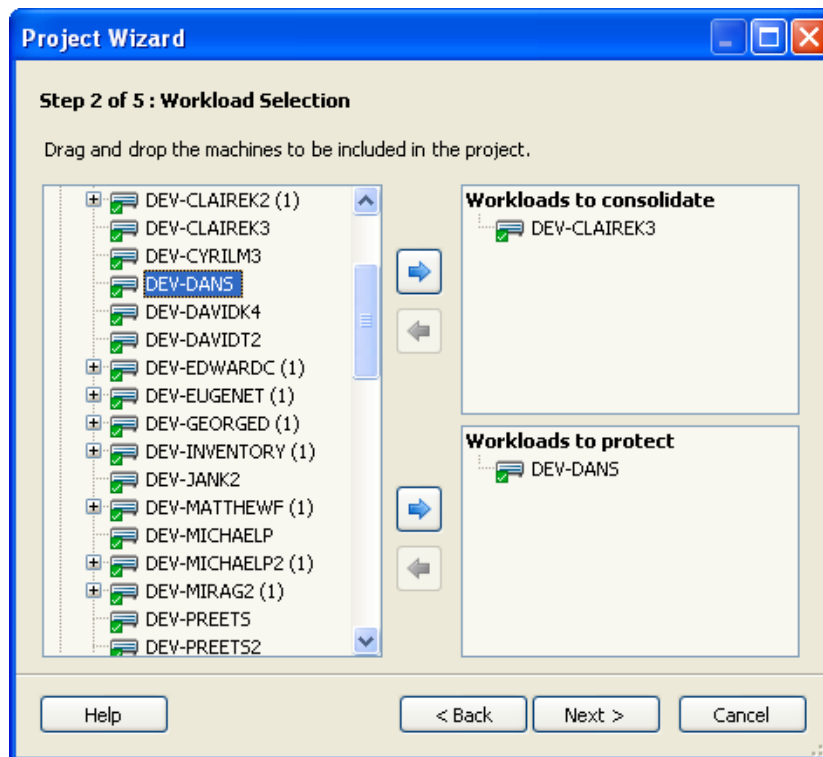 Project Wizard
Step 2 of 5 : Workload Selection
Drag and drop the machines to be included in the project.
DEV-CLAIREK2 (1)
DEV-CLAIREK3
DEV-CYRILM3
DEV-DANS
DEV-DAVIDK4
DEV-DAVIDT2
DEV-EDWARDC (1)
DEV-EUGENET (1)
DEV-GEORGED (1)
DEV-INVENTORY (1)
DEV-JANK2
DEV-MATTHEWF (1)
DEV-MICHAELP
DEV-MICHAELP2 (1)
DEV-MIRAG2 (1)
DEV-PREETS
DEV-PREETS2
Workloads to consolidate
DEV-CLAIREK3
Workloads to protect
DEV-DANS
Help
< Back
Next >
Cancel